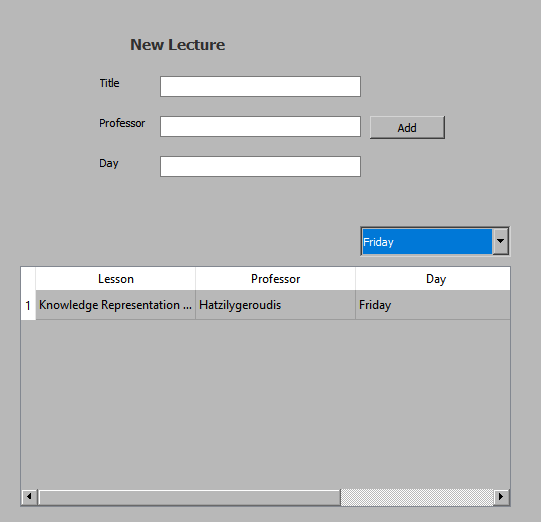 New Lecture
Title
Professor
Add
Day
Friday
Lesson Professor Day
1 Knowledge Representation ... Hatzilygeroudis Friday